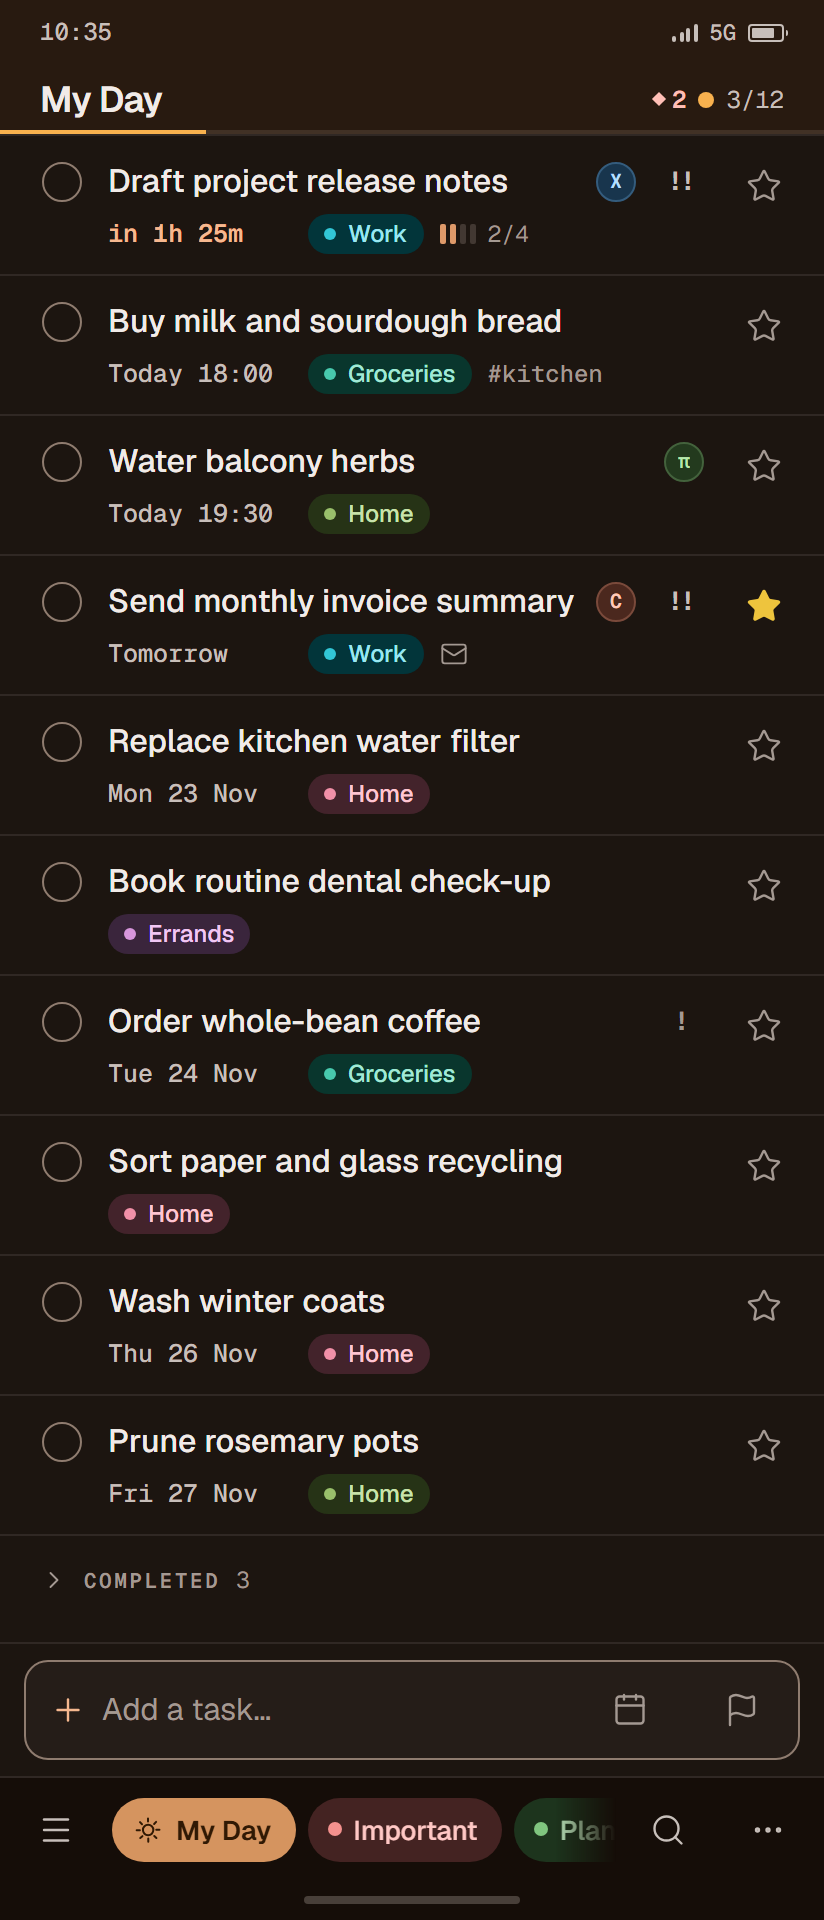 10:35 5G
My Day 2 3/12
Draft project release notes X !!
in 1h 25m Work 2/4
Buy milk and sourdough bread
Today 18:00 Groceries #kitchen
Water balcony herbs π
Today 19:30 Home
Send monthly invoice summary C !!
Tomorrow Work
Replace kitchen water filter
Mon 23 Nov Home
Book routine dental check-up
Errands
Order whole-bean coffee !
Tue 24 Nov Groceries
Sort paper and glass recycling
Home
Wash winter coats
Thu 26 Nov Home
Prune rosemary pots
Fri 27 Nov Home
COMPLETED 3
Add a task…
My Day Important Plan